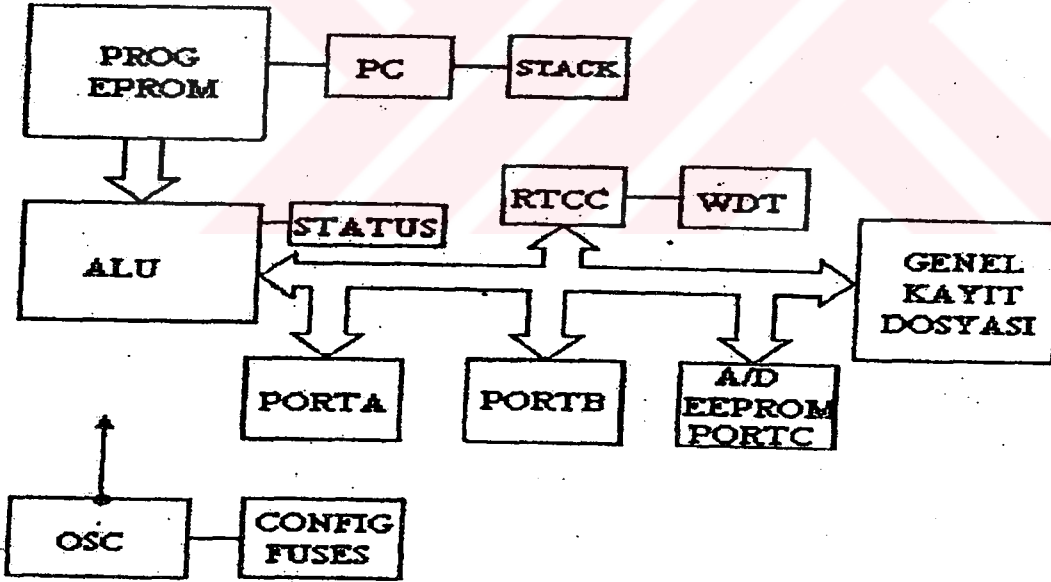 PROG
EPROM
PC
STACK
RTCC
WDT
STATUS
ALU
GENEL
KAYIT
DOSYASI
PORTA
PORTB
A/D
EEPROM
PORTC
OSC
CONFIG
FUSES